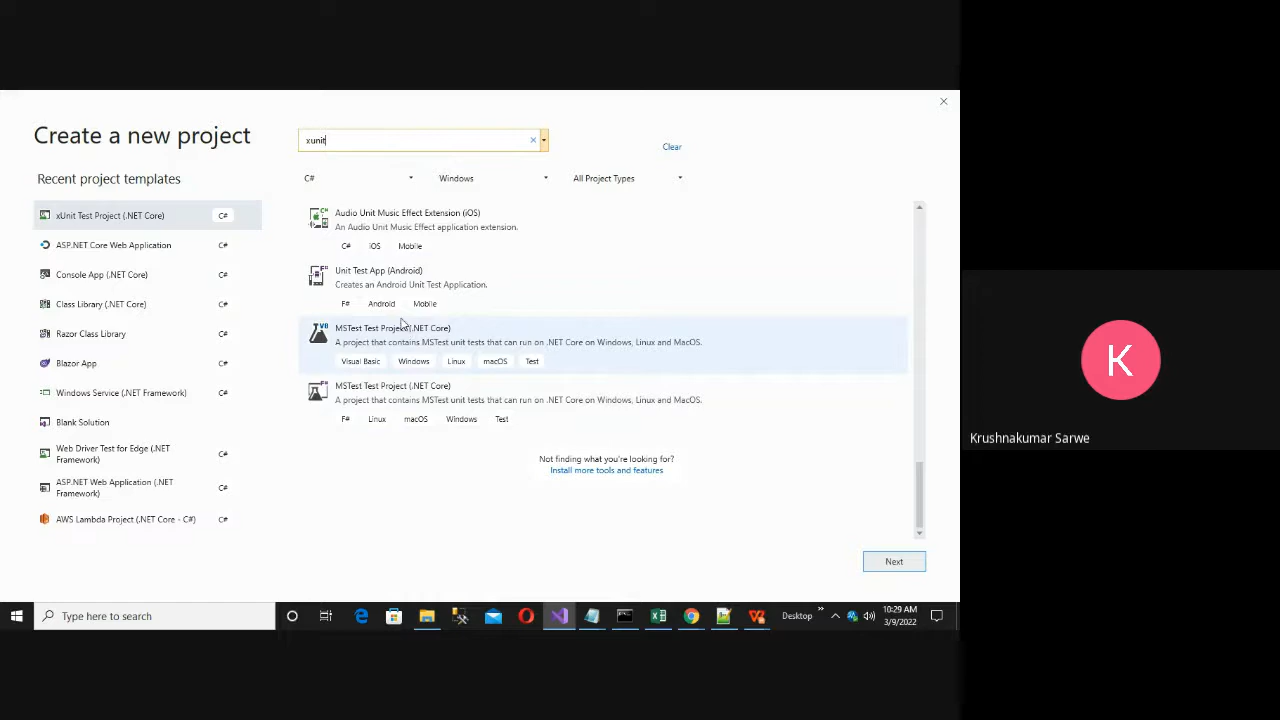 Create a new project
xunit
Clear
C#
Windows
All Project Types
Recent project templates
xUnit Test Project (.NET Core) C#
ASP.NET Core Web Application C#
Console App (.NET Core) C#
Class Library (.NET Core) C#
Razor Class Library C#
Blazor App C#
Windows Service (.NET Framework) C#
Blank Solution
Web Driver Test for Edge (.NET
Framework) C#
ASP.NET Web Application (.NET
Framework) C#
AWS Lambda Project (.NET Core - C#) C#
Audio Unit Music Effect Extension (iOS)
An Audio Unit Music Effect application extension.
C# iOS Mobile
Unit Test App (Android)
Creates an Android Unit Test Application.
F# Android Mobile
MSTest Test Project (.NET Core)
A project that contains MSTest unit tests that can run on .NET Core on Windows, Linux and MacOS.
Visual Basic Windows Linux macOS Test
MSTest Test Project (.NET Core)
A project that contains MSTest unit tests that can run on .NET Core on Windows, Linux and MacOS.
F# Linux macOS Windows Test
Not finding what you're looking for?
Install more tools and features
Next
K
Krushnakumar Sarwe
Type here to search
Desktop
10:29 AM
3/9/2022